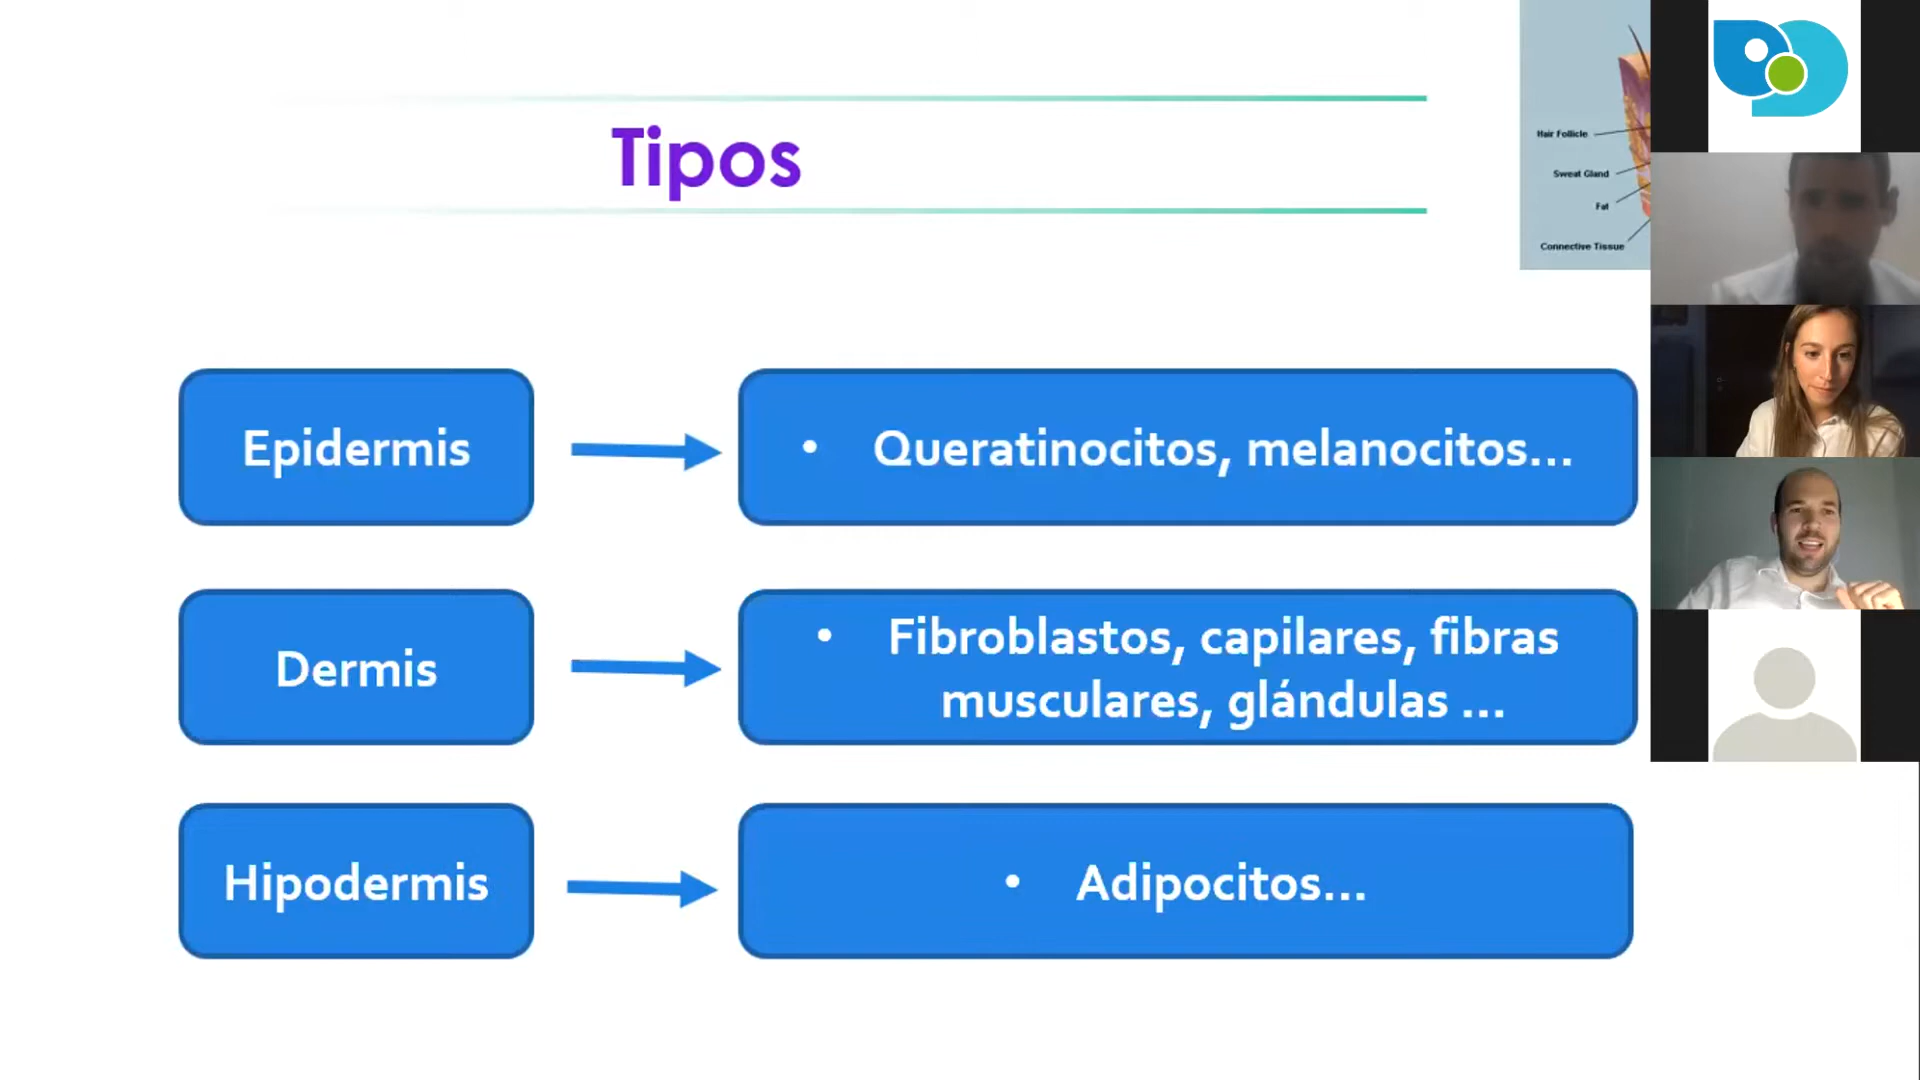 Tipos
Hair Follicle
Sweat Gland
Fat
Connective Tissue
Epidermis
• Queratinocitos, melanocitos...
Dermis
• Fibroblastos, capilares, fibras
musculares, glándulas ...
Hipodermis
• Adipocitos...